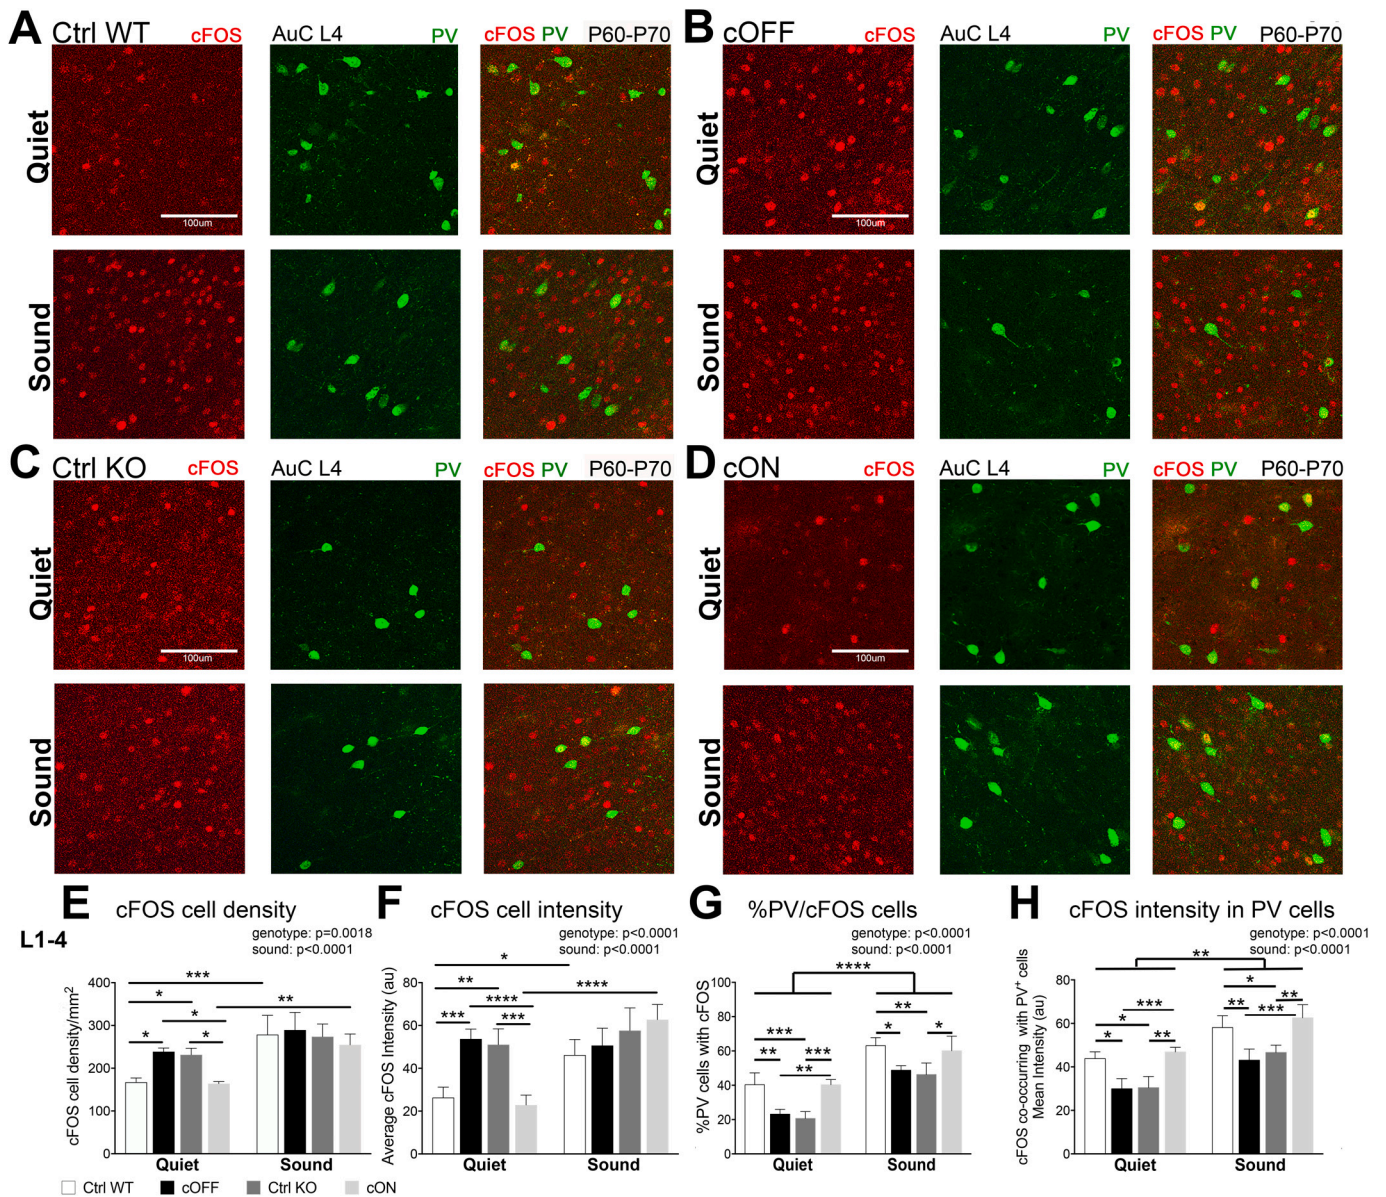 A Ctrl WT cFOS AuC L4 PV cFOS PV P60-P70
B cOFF cFOS AuC L4 PV cFOS PV P60-P70
Quiet
100um
Quiet
100um
Sound
Sound
C Ctrl KO cFOS AuC L4 PV cFOS PV P60-P70
D cON cFOS AuC L4 PV cFOS PV P60-P70
Quiet
100um
Quiet
100um
Sound
Sound
L1-4
E cFOS cell density
genotype: p=0.0018
sound: p<0.0001
cFOS cell density/mm2
400
300
200
100
0
***
*
**
*
*
*
Quiet Sound
F cFOS cell intensity
genotype: p<0.0001
sound: p<0.0001
Average cFOS Intensity (au)
80
60
40
20
0
*
**
****
****
***
***
Quiet Sound
G %PV/cFOS cells
genotype: p<0.0001
sound: p<0.0001
%PV cells with cFOS
100
80
60
40
20
0
****
**
*
*
***
**
***
**
Quiet Sound
H cFOS intensity in PV cells
genotype: p<0.0001
sound: p<0.0001
cFOS co-occurring with PV+ cells
Mean Intensity (au)
80
60
40
20
0
**
*
**
**
***
***
*
*
**
Quiet Sound
Ctrl WT cOFF Ctrl KO cON